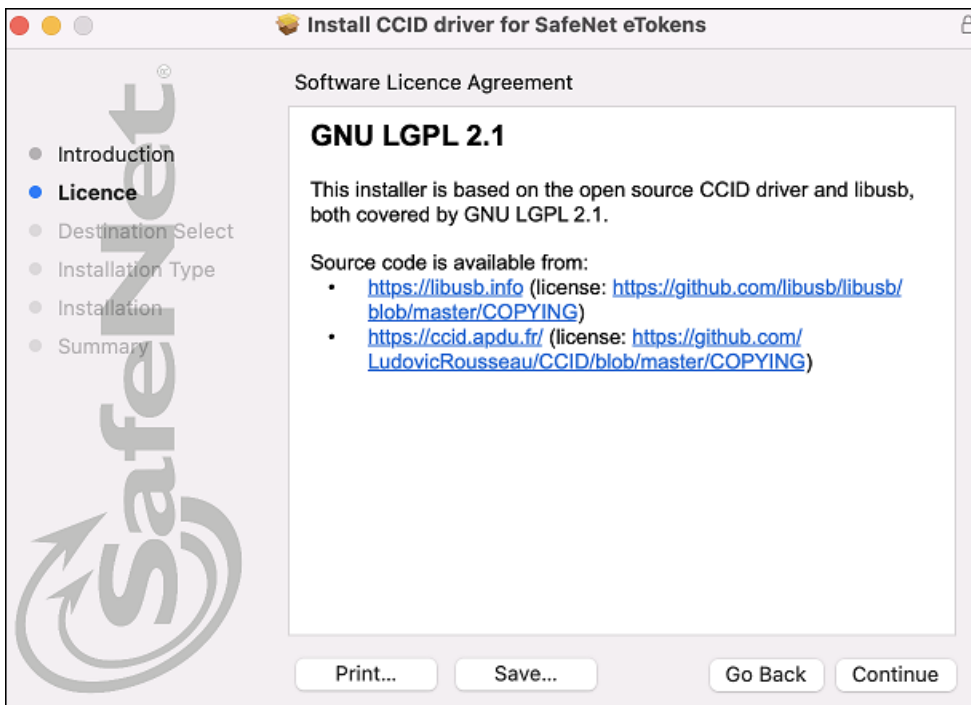 Install CCID driver for SafeNet eTokens
SafeNet®
Introduction
Licence
Destination Select
Installation Type
Installation
Summary
Software Licence Agreement
GNU LGPL 2.1
This installer is based on the open source CCID driver and libusb,
both covered by GNU LGPL 2.1.
Source code is available from:
• https://libusb.info (license: https://github.com/libusb/libusb/
blob/master/COPYING)
• https://ccid.apdu.fr/ (license: https://github.com/
LudovicRousseau/CCID/blob/master/COPYING)
Print...
Save...
Go Back
Continue